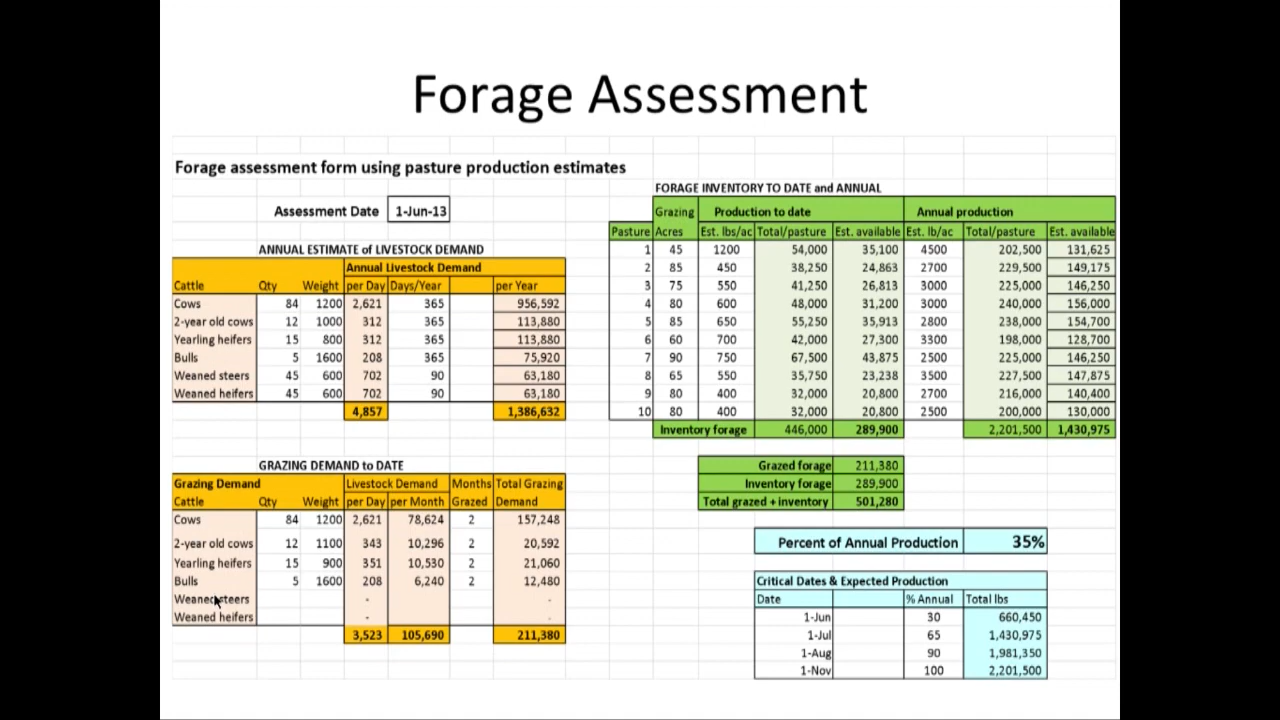 Forage Assessment
Forage assessment form using pasture production estimates
Assessment Date 1-Jun-13
ANNUAL ESTIMATE of LIVESTOCK DEMAND
Annual Livestock Demand
Cattle Qty Weight per Day Days/Year per Year
Cows 84 1200 2,621 365 956,592
2-year old cows 12 1000 312 365 113,880
Yearling heifers 15 800 312 365 113,880
Bulls 5 1600 208 365 75,920
Weaned steers 45 600 702 90 63,180
Weaned heifers 45 600 702 90 63,180
4,857 1,386,632
GRAZING DEMAND to DATE
Grazing Demand Livestock Demand Months Total Grazing
Cattle Qty Weight per Day per Month Grazed Demand
Cows 84 1200 2,621 78,624 2 157,248
2-year old cows 12 1100 343 10,296 2 20,592
Yearling heifers 15 900 351 10,530 2 21,060
Bulls 5 1600 208 6,240 2 12,480
Weaned steers - -
Weaned heifers - -
3,523 105,690 211,380
FORAGE INVENTORY TO DATE and ANNUAL
Grazing Production to date Annual production
Pasture Acres Est. lbs/ac Total/pasture Est. available Est. lb/ac Total/pasture Est. available
1 45 1200 54,000 35,100 4500 202,500 131,625
2 85 450 38,250 24,863 2700 229,500 149,175
3 75 550 41,250 26,813 3000 225,000 146,250
4 80 600 48,000 31,200 3000 240,000 156,000
5 85 650 55,250 35,913 2800 238,000 154,700
6 60 700 42,000 27,300 3300 198,000 128,700
7 90 750 67,500 43,875 2500 225,000 146,250
8 65 550 35,750 23,238 3500 227,500 147,875
9 80 400 32,000 20,800 2700 216,000 140,400
10 80 400 32,000 20,800 2500 200,000 130,000
Inventory forage 446,000 289,900 2,201,500 1,430,975
Grazed forage 211,380
Inventory forage 289,900
Total grazed + inventory 501,280
Percent of Annual Production 35%
Critical Dates & Expected Production
Date % Annual Total lbs
1-Jun 30 660,450
1-Jul 65 1,430,975
1-Aug 90 1,981,350
1-Nov 100 2,201,500